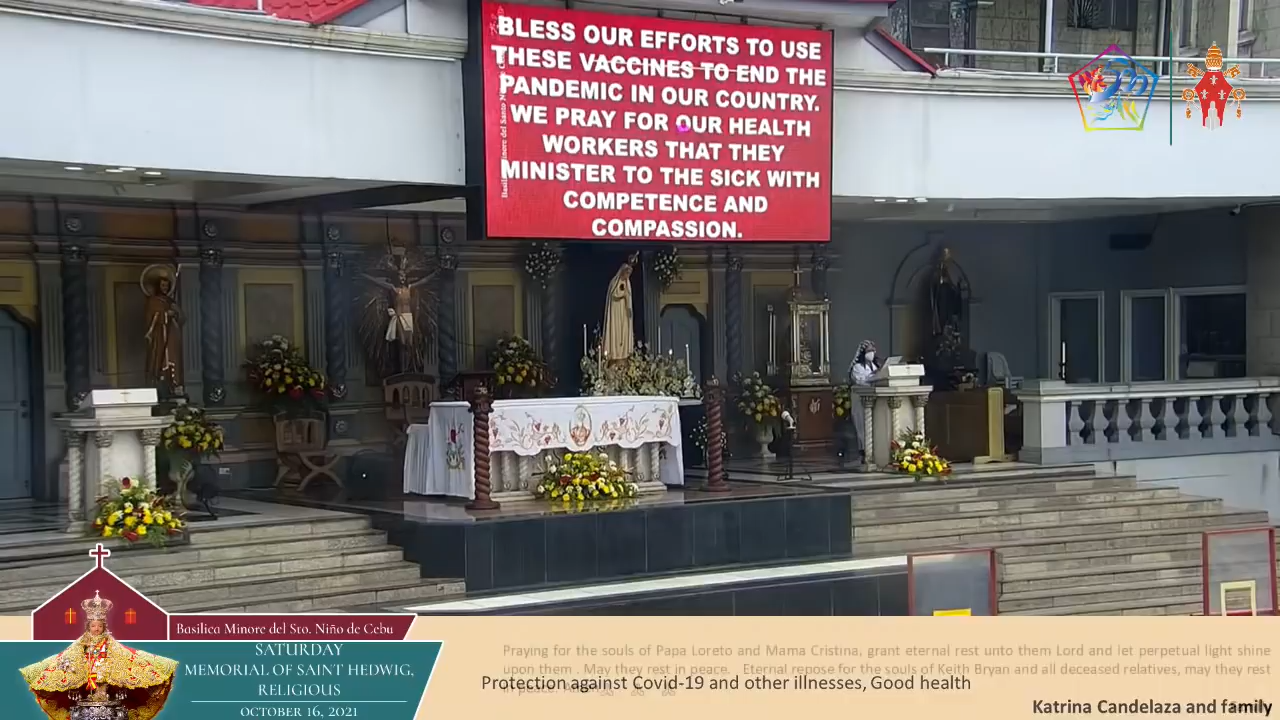 BLESS OUR EFFORTS TO USE
THESE VACCINES TO END THE
PANDEMIC IN OUR COUNTRY.
WE PRAY FOR OUR HEALTH
WORKERS THAT THEY
MINISTER TO THE SICK WITH
COMPETENCE AND
COMPASSION.
Basilica Minore del Sto. Niño de Cebu
SATURDAY
MEMORIAL OF SAINT HEDWIG,
RELIGIOUS
OCTOBER 16, 2021
Praying for the souls of Papa Loreto and Mama Cristina, grant eternal rest unto them Lord and let perpetual light shine
upon them . May they rest in peace. Eternal repose for the souls of Keith Bryan and all deceased relatives, may they rest
Protection against Covid-19 and other illnesses, Good health
Katrina Candelaza and family